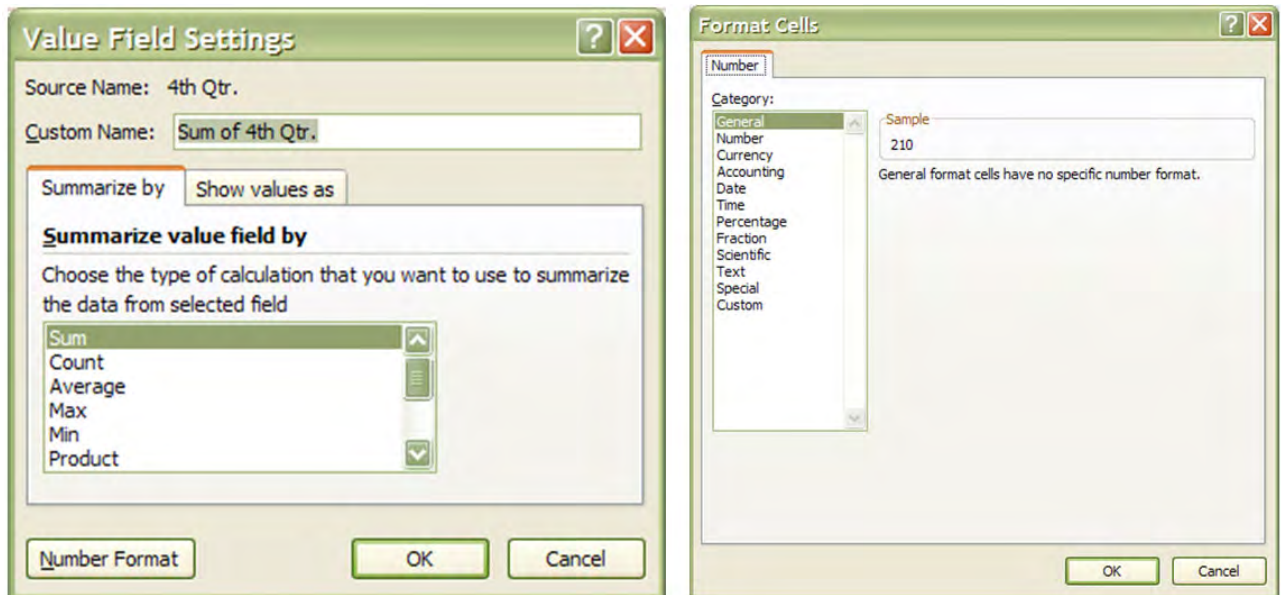 Value Field Settings
Source Name: 4th Qtr.
Custom Name: Sum of 4th Qtr.
Summarize by Show values as
Summarize value field by
Choose the type of calculation that you want to use to summarize
the data from selected field
Sum
Count
Average
Max
Min
Product
Number Format OK Cancel
Format Cells
Number
Category:
General
Number
Currency
Accounting
Date
Time
Percentage
Fraction
Scientific
Text
Special
Custom
Sample
210
General format cells have no specific number format.
OK Cancel